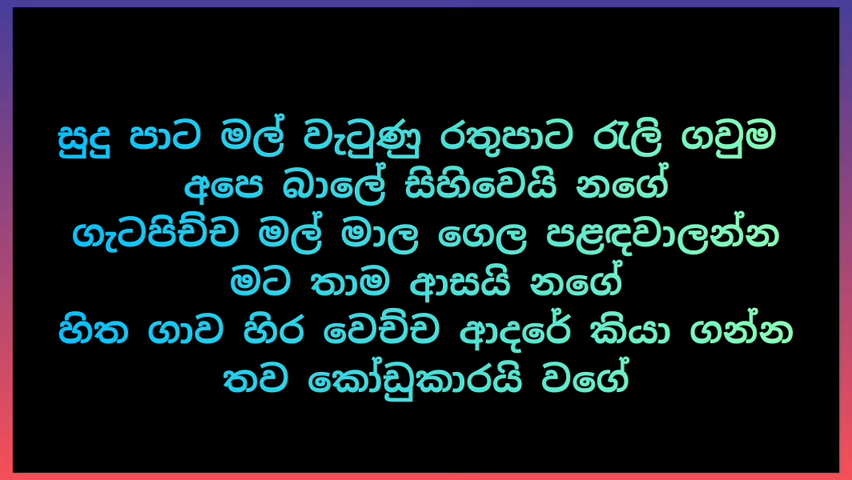 සුදු පාට මල් වැටුණු රතුපාට රැලි ගවුම
අපෙ බාලේ සිහිවෙයි නගේ
ගැටපිච්ච මල් මාල ගෙල පළඳවාලන්න
මට තාම ආසයි නගේ
හිත ගාව හිර වෙච්ච ආදරේ කියා ගන්න
තව කෝඩුකාරයි වගේ